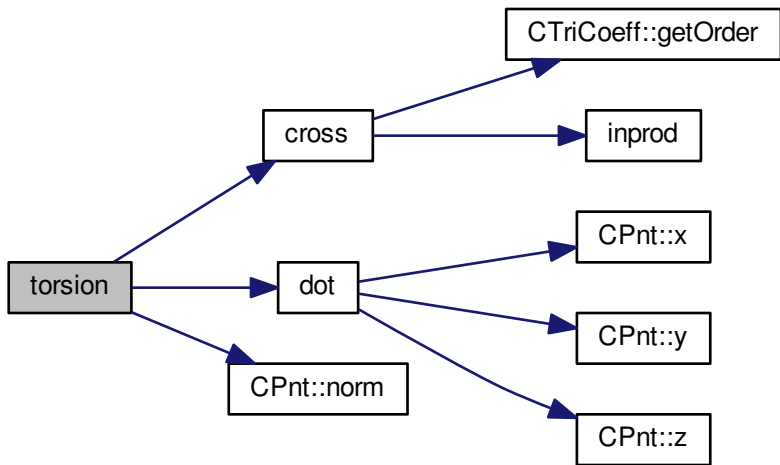 CTriCoeff::getOrder
cross
inprod
CPnt::x
torsion
dot
CPnt::y
CPnt::norm
CPnt::z